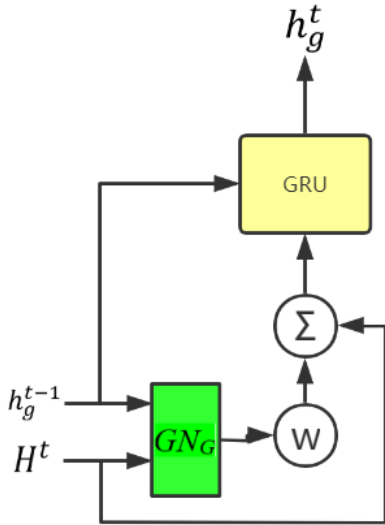 h_g^t
GRU
Σ
h_g^{t-1}
GN_G
w
H^t